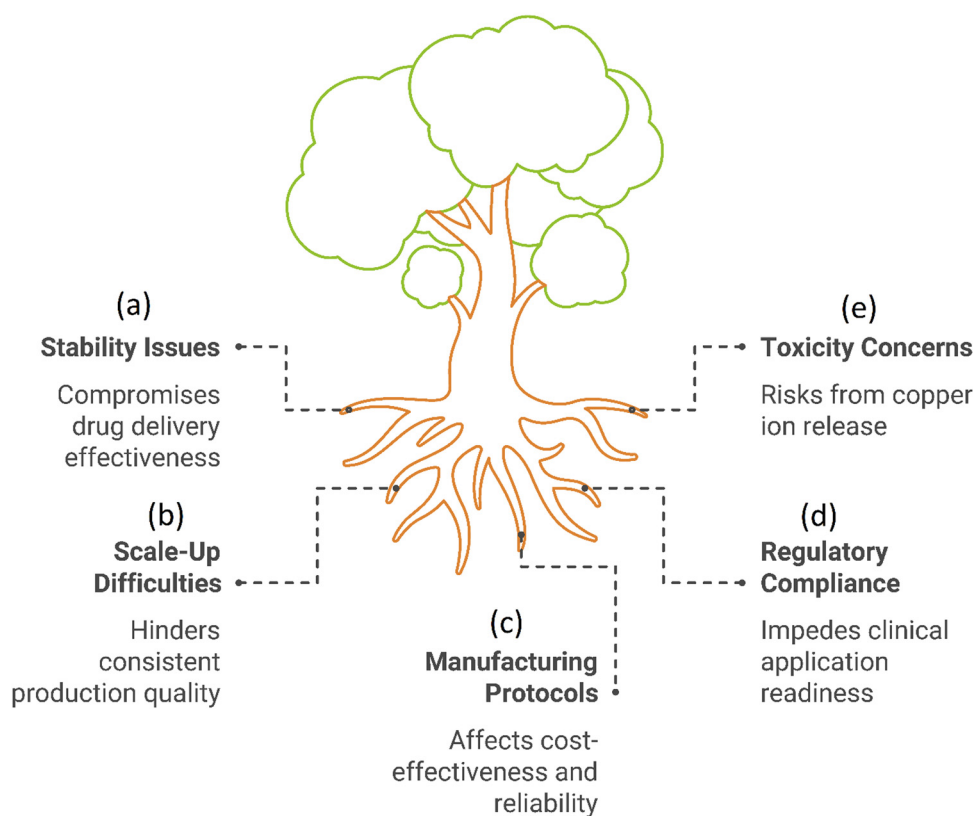 (a)
Stability Issues
Compromises
drug delivery
effectiveness
(b)
Scale-Up
Difficulties
Hinders
consistent
production quality
(c)
Manufacturing
Protocols
Affects cost-
effectiveness and
reliability
(d)
Regulatory
Compliance
Impedes clinical
application
readiness
(e)
Toxicity Concerns
Risks from copper
ion release